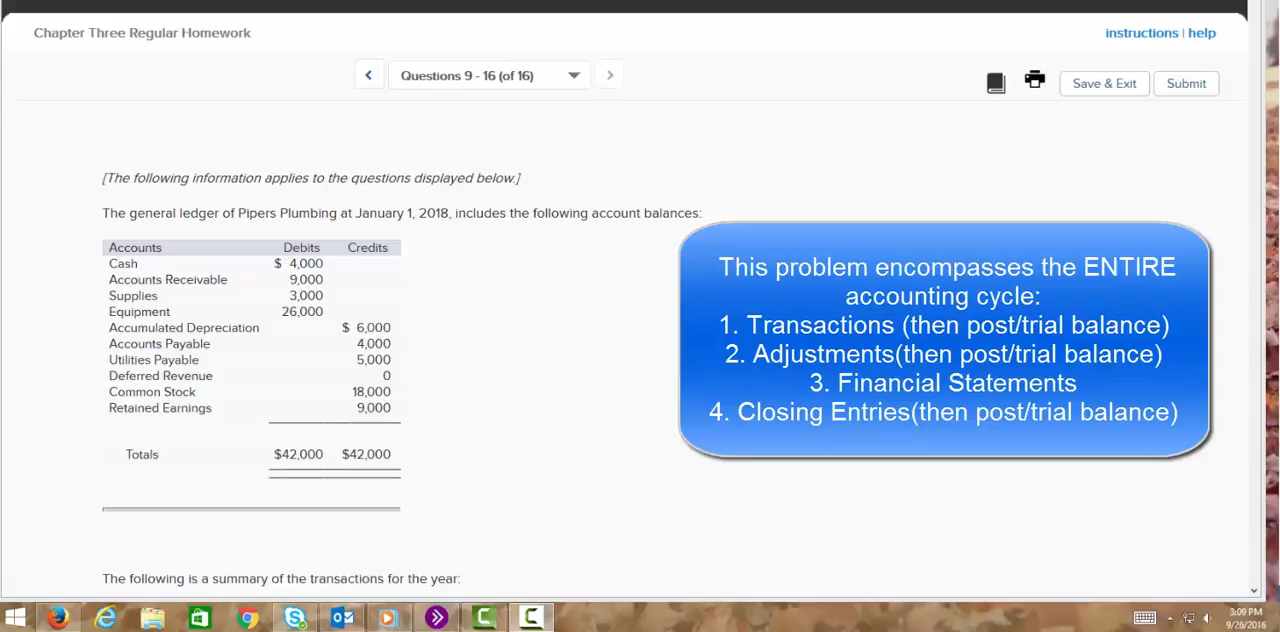 Chapter Three Regular Homework
instructions | help
Questions 9 - 16 (of 16)
Save & Exit
Submit
[The following information applies to the questions displayed below.]
The general ledger of Pipers Plumbing at January 1, 2018, includes the following account balances:
Accounts Debits Credits
Cash $ 4,000
Accounts Receivable 9,000
Supplies 3,000
Equipment 26,000
Accumulated Depreciation $ 6,000
Accounts Payable 4,000
Utilities Payable 5,000
Deferred Revenue 0
Common Stock 18,000
Retained Earnings 9,000
Totals $42,000 $42,000
This problem encompasses the ENTIRE
accounting cycle:
1. Transactions (then post/trial balance)
2. Adjustments(then post/trial balance)
3. Financial Statements
4. Closing Entries(then post/trial balance)
The following is a summary of the transactions for the year:
3:09 PM
9/26/2016